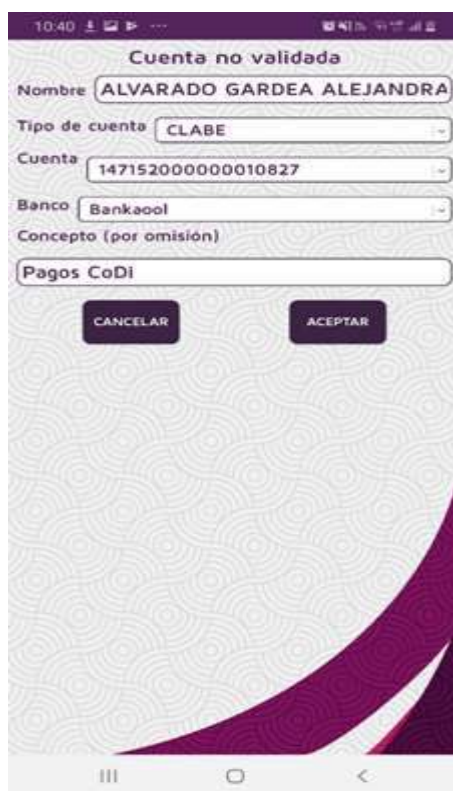 10:40
Cuenta no validada
Nombre ALVARADO GARDEA ALEJANDRA
Tipo de cuenta CLABE
Cuenta 147152000000010827
Banco Bankaool
Concepto (por omisión)
Pagos CoDi
CANCELAR ACEPTAR